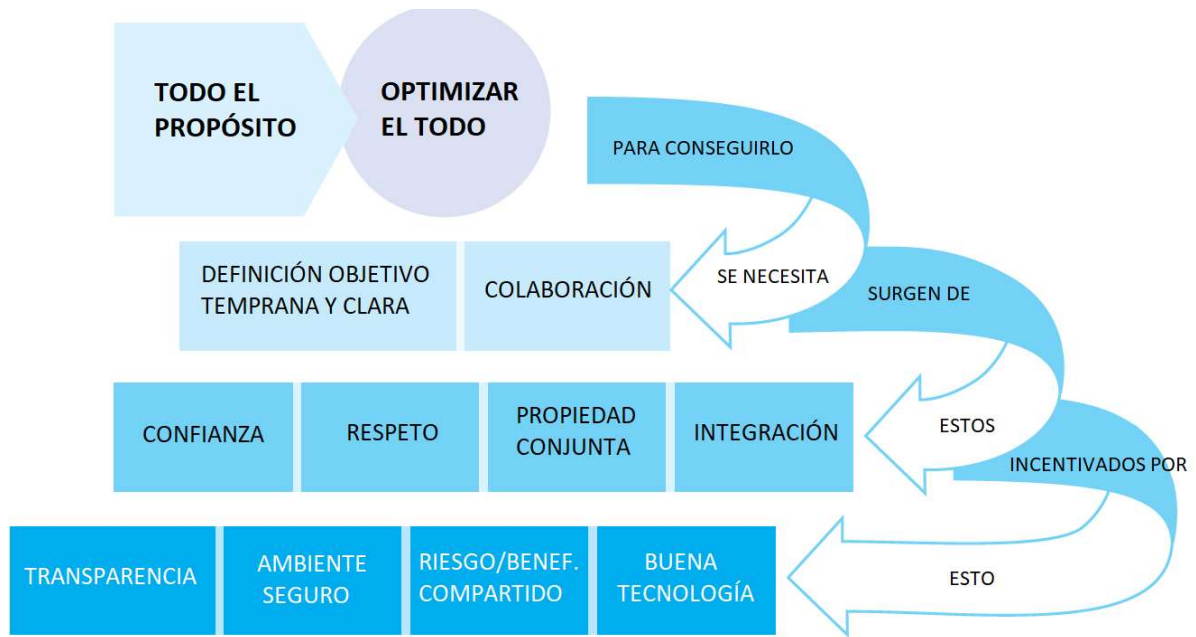 TODO EL
PROPÓSITO
OPTIMIZAR
EL TODO
PARA CONSEGUIRLO
DEFINICIÓN OBJETIVO
TEMPRANA Y CLARA
COLABORACIÓN
SE NECESITA
SURGEN DE
CONFIANZA
RESPETO
PROPIEDAD
CONJUNTA
INTEGRACIÓN
ESTOS
INCENTIVADOS POR
TRANSPARENCIA
AMBIENTE
SEGURO
RIESGO/BENEF.
COMPARTIDO
BUENA
TECNOLOGÍA
ESTO